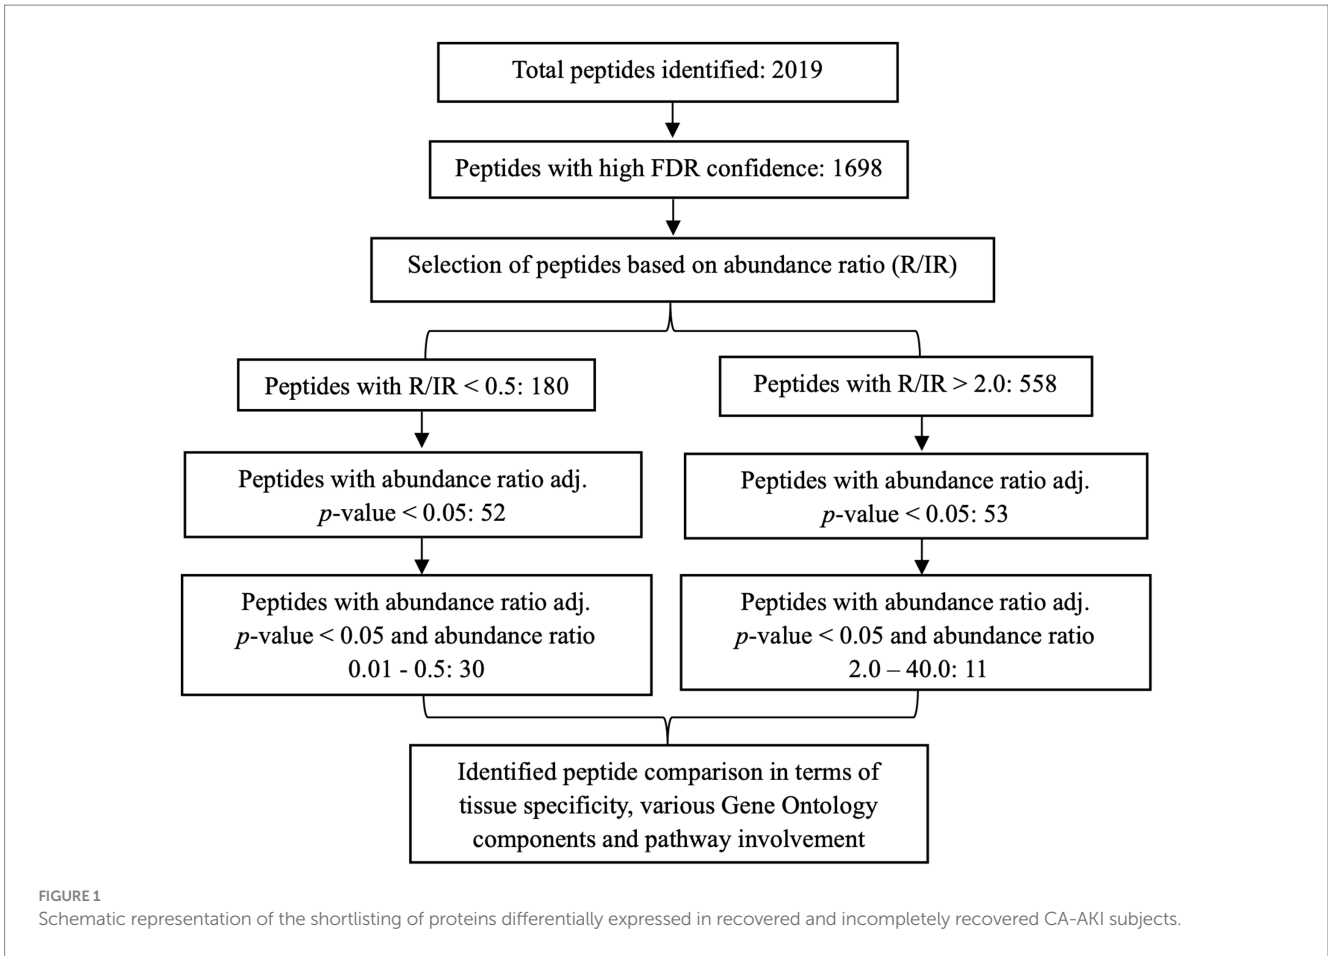 Total peptides identified: 2019
Peptides with high FDR confidence: 1698
Selection of peptides based on abundance ratio (R/IR)
Peptides with R/IR < 0.5: 180
Peptides with R/IR > 2.0: 558
Peptides with abundance ratio adj.
p-value < 0.05: 52
Peptides with abundance ratio adj.
p-value < 0.05: 53
Peptides with abundance ratio adj.
p-value < 0.05 and abundance ratio
0.01 - 0.5: 30
Peptides with abundance ratio adj.
p-value < 0.05 and abundance ratio
2.0 – 40.0: 11
Identified peptide comparison in terms of
tissue specificity, various Gene Ontology
components and pathway involvement
FIGURE 1
Schematic representation of the shortlisting of proteins differentially expressed in recovered and incompletely recovered CA-AKI subjects.